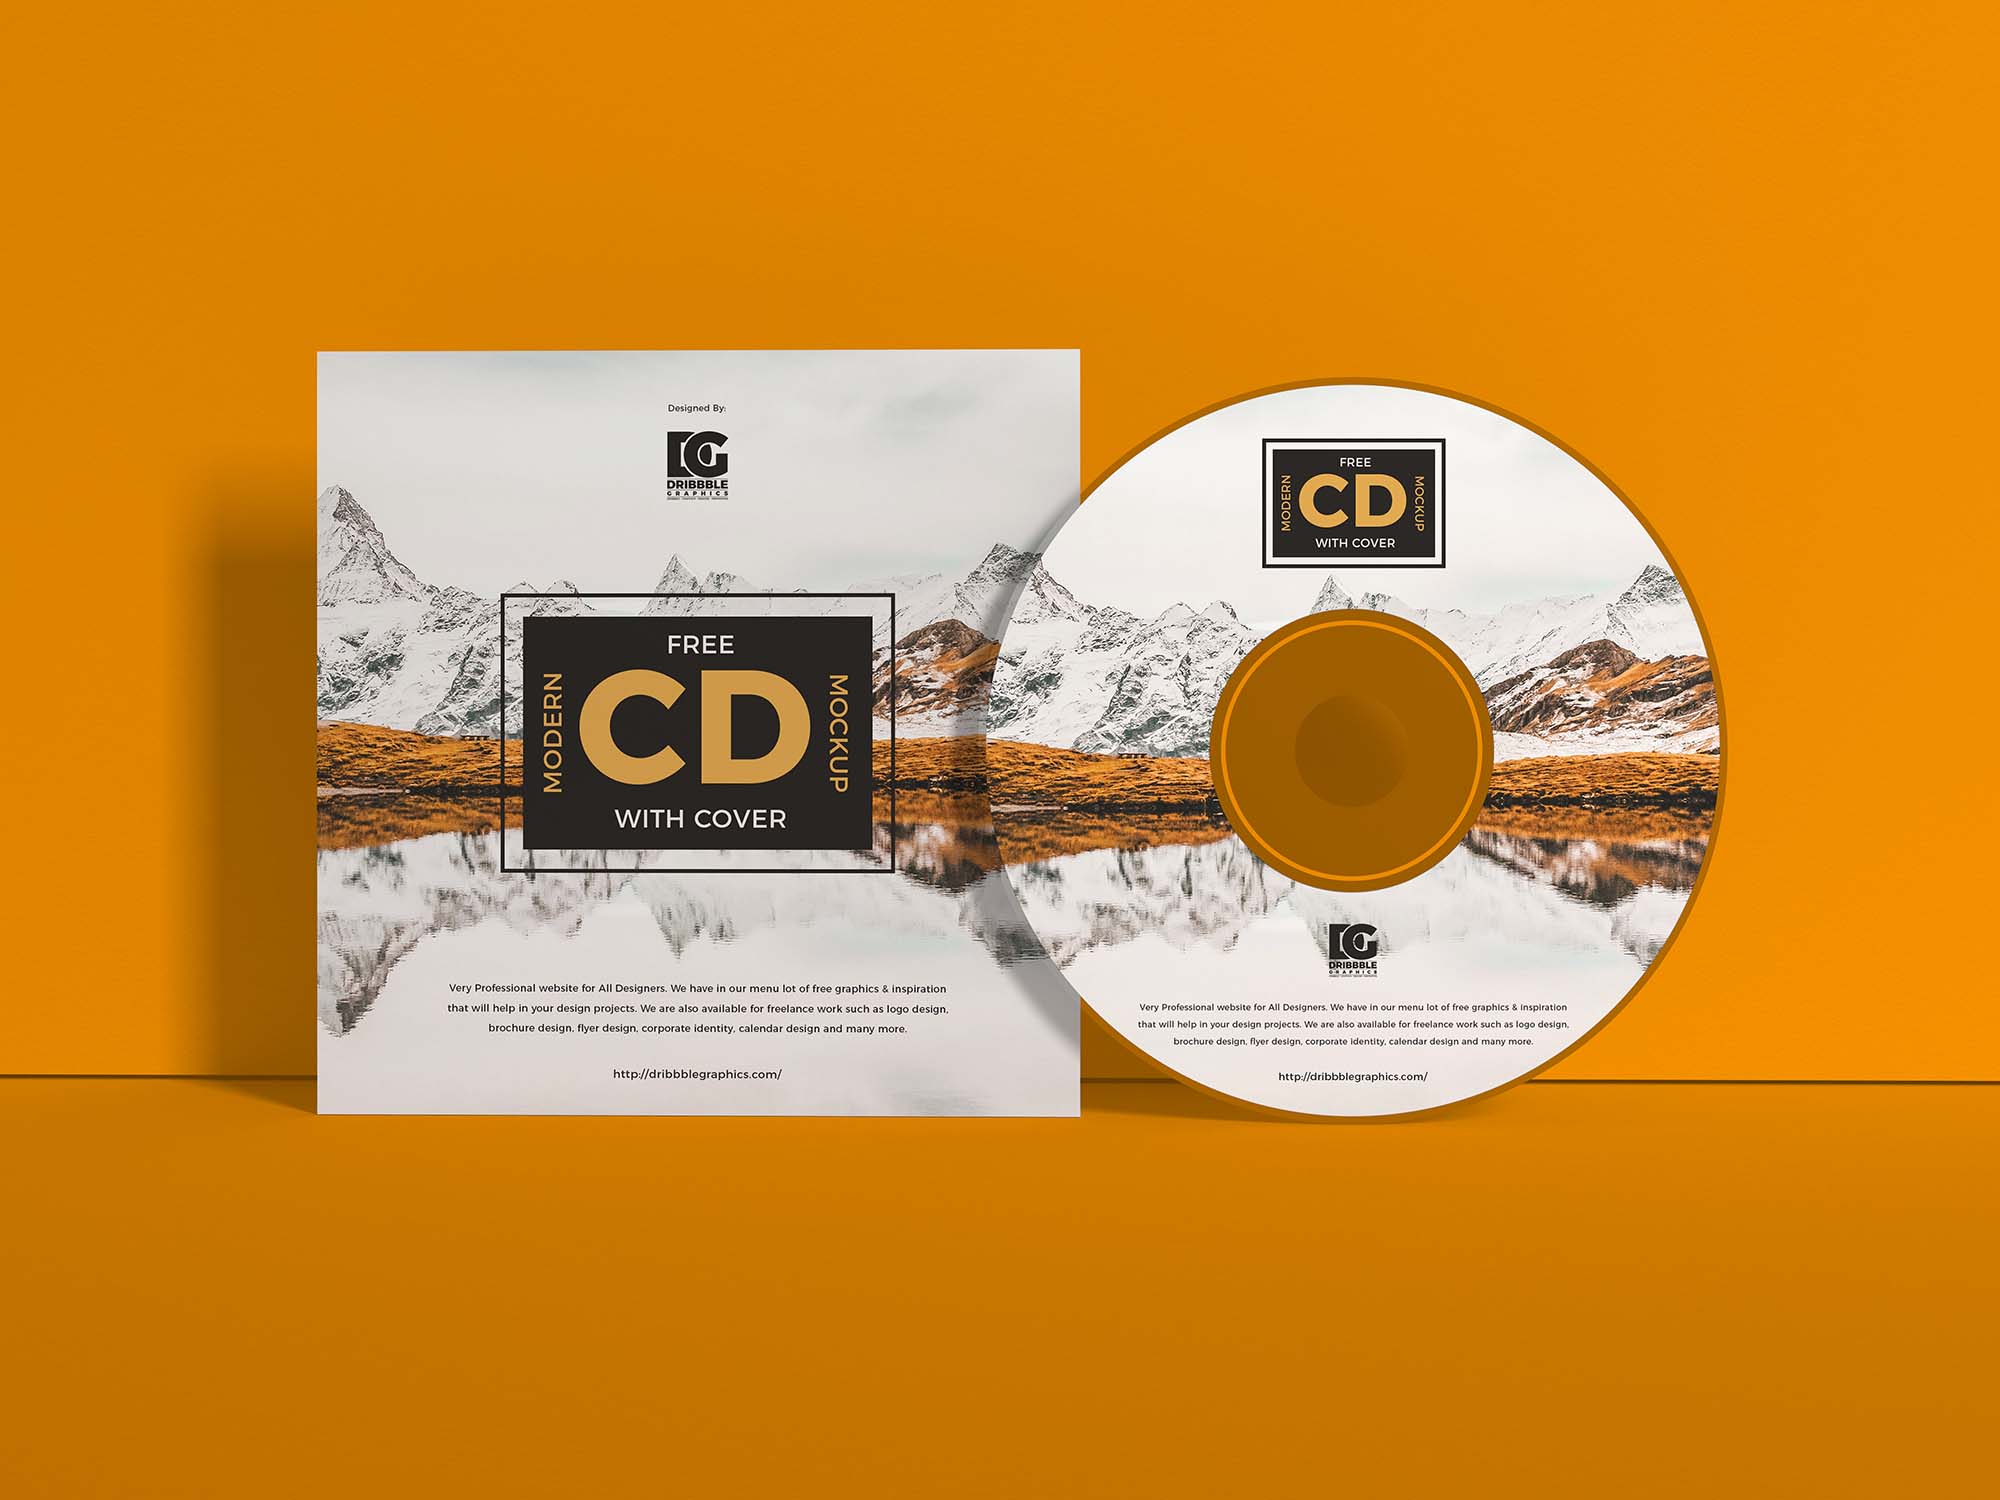 Designed By:
DG
DRIBBBLE
GRAPHICS
FREE
MODERN
CD
MOCKUP
WITH COVER
Very Professional website for All Designers. We have in our menu lot of free graphics & inspiration
that will help in your design projects. We are also available for freelance work such as logo design,
brochure design, flyer design, corporate identity, calendar design and many more.
http://dribbblegraphics.com/
FREE
MODERN
CD
MOCKUP
WITH COVER
DG
DRIBBBLE
GRAPHICS
Very Professional website for All Designers. We have in our menu lot of free graphics & inspiration
that will help in your design projects. We are also available for freelance work such as logo design,
brochure design, flyer design, corporate identity, calendar design and many more.
http://dribbblegraphics.com/